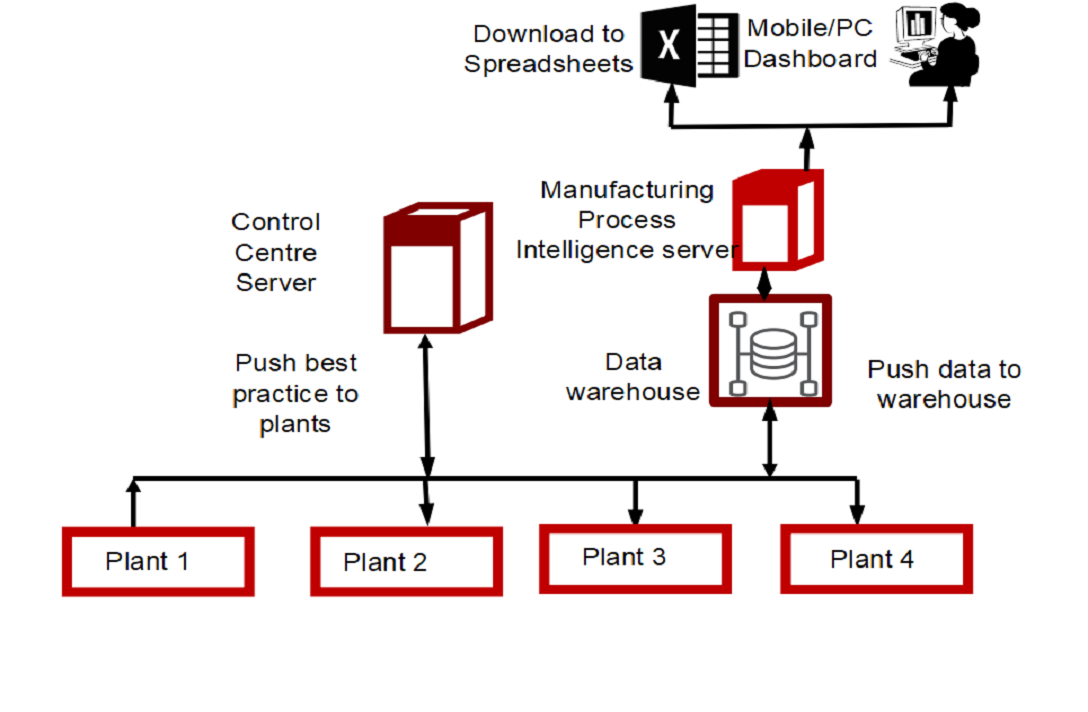 Download to
Spreadsheets
X
Mobile/PC
Dashboard
Manufacturing
Process
Intelligence server
Control
Centre
Server
Push best
practice to
plants
Data
warehouse
Push data to
warehouse
Plant 1
Plant 2
Plant 3
Plant 4